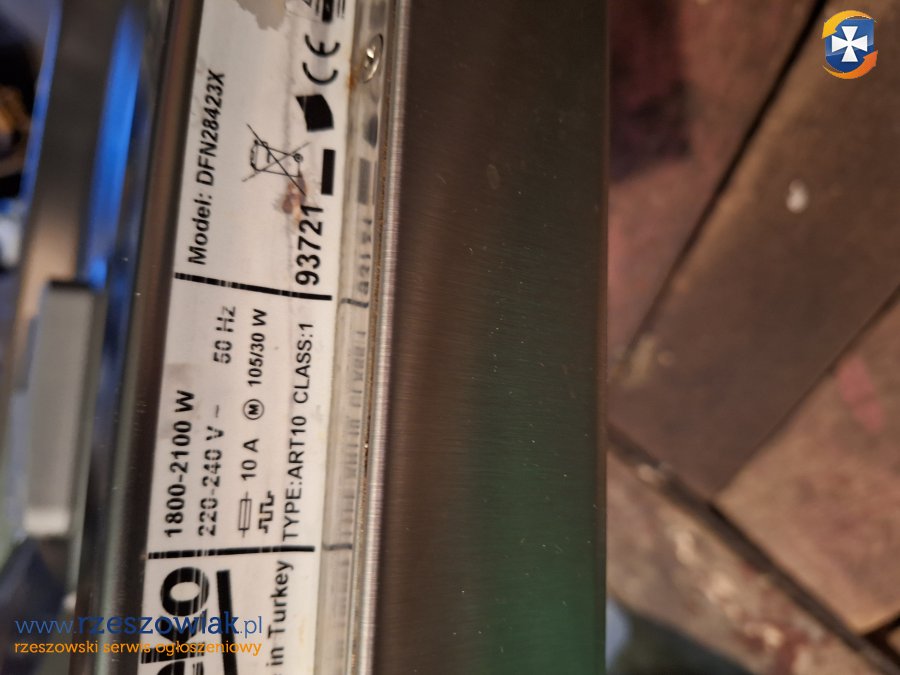 Model: DFN28423X
93721
1800-2100 W
220-240 V ~ 50 Hz
10 A M 105/30 W
TYPE:ART10 CLASS:1
in Turkey
www.rzeszowiak.pl
rzeszowski serwis ogłoszeniowy